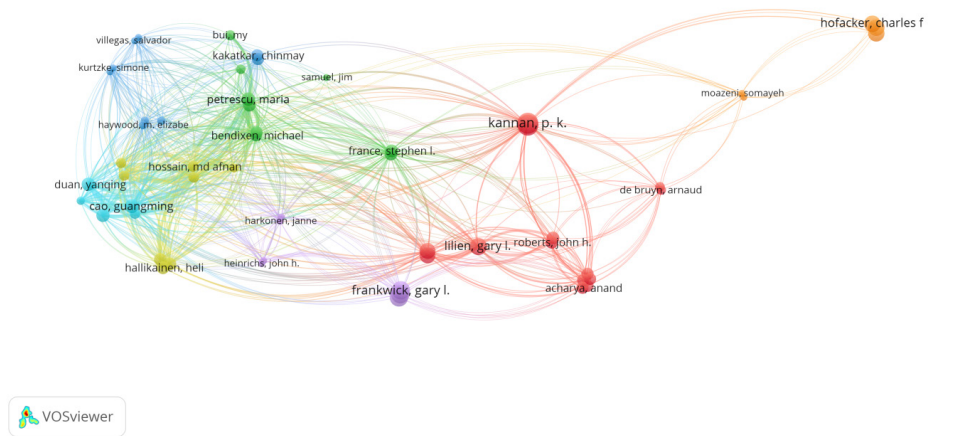 hofacker, charles f
villegas, salvador
bui, my
kakatkar, chinmay
kurtzke, simone
samuel, jim
moazeni, somayeh
petrescu, maria
haywood, m. elizabe
kannan, p. k.
bendixen, michael
france, stephen l.
hossain, md afnan
duan, yanqing
de bruyn, arnaud
cao, guangming
harkonen, janne
lilien, gary l.
roberts, john h.
heinrichs, john h.
hallikainen, heli
frankwick, gary l.
acharya, anand
VOSviewer